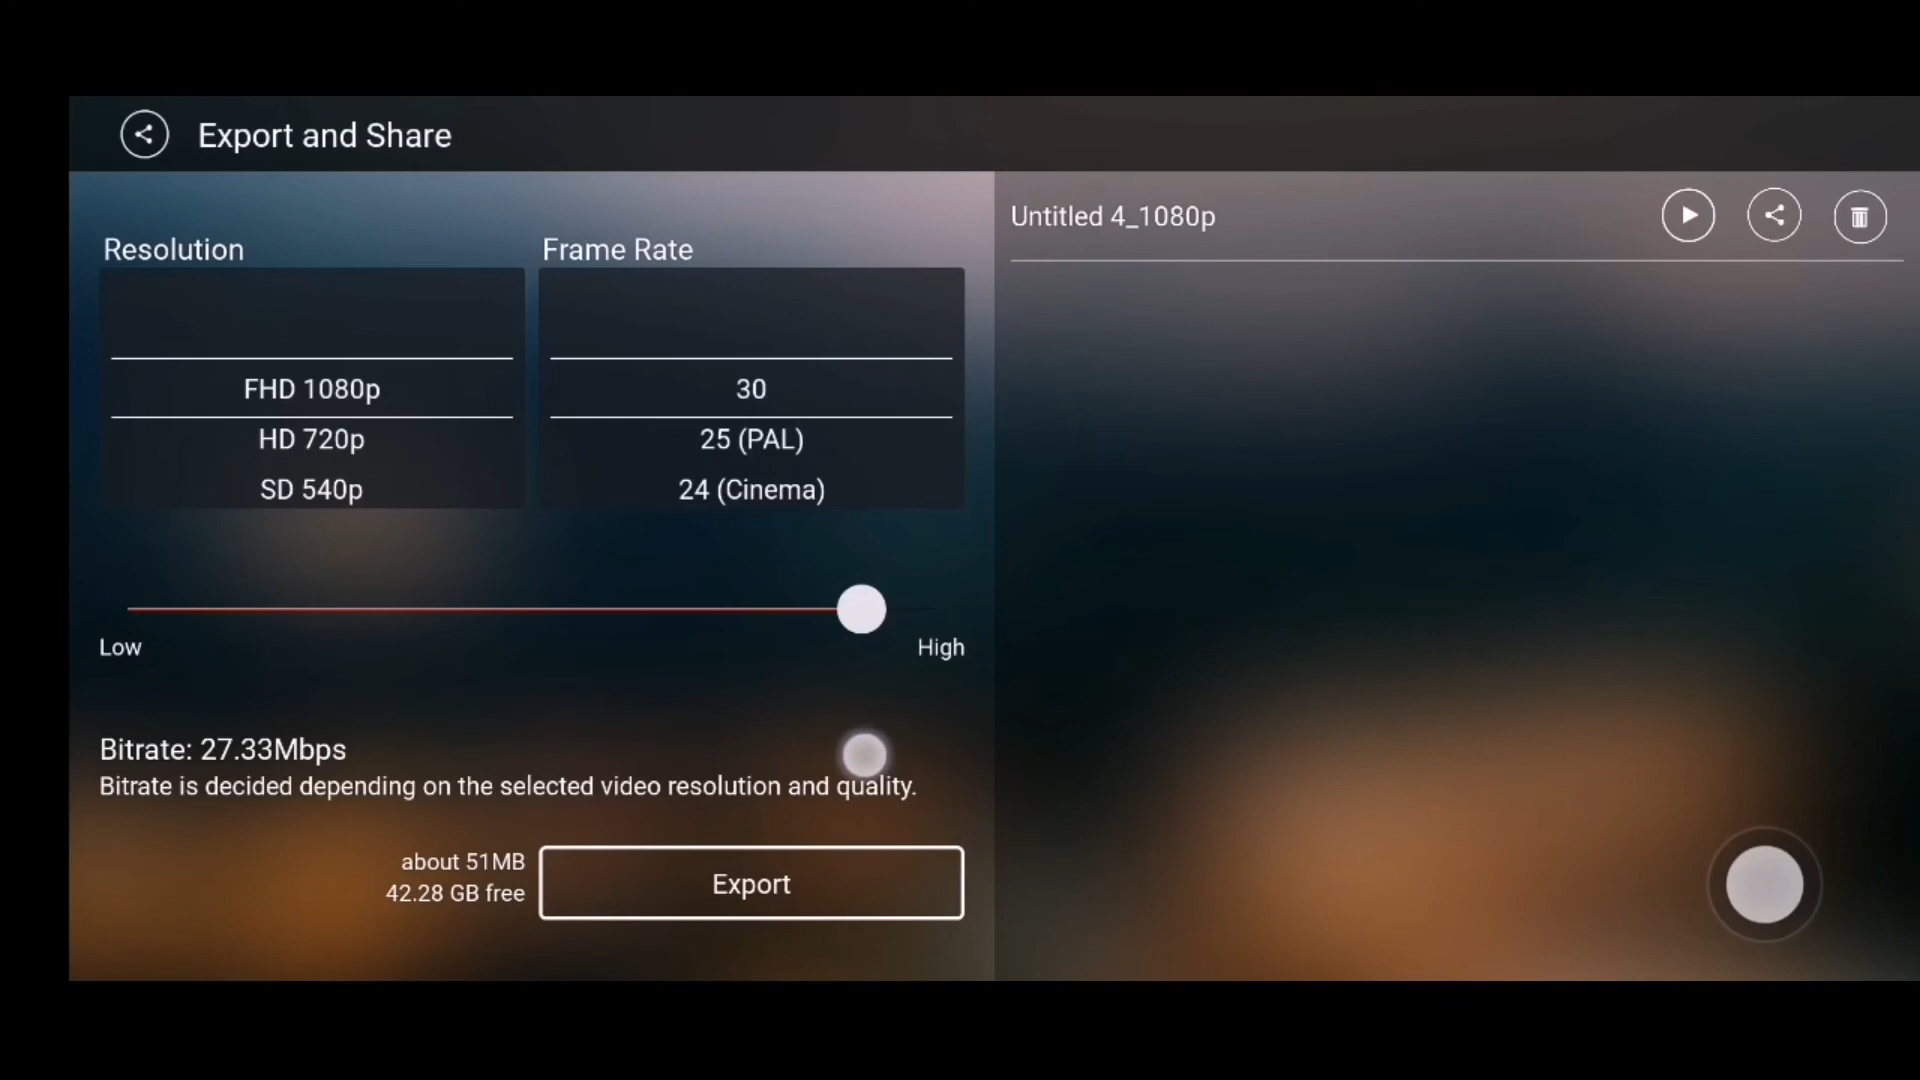 Export and Share
Untitled 4_1080p
Resolution
Frame Rate
FHD 1080p
HD 720p
SD 540p
30
25 (PAL)
24 (Cinema)
Low
High
Bitrate: 27.33Mbps
Bitrate is decided depending on the selected video resolution and quality.
about 51MB
42.28 GB free
Export